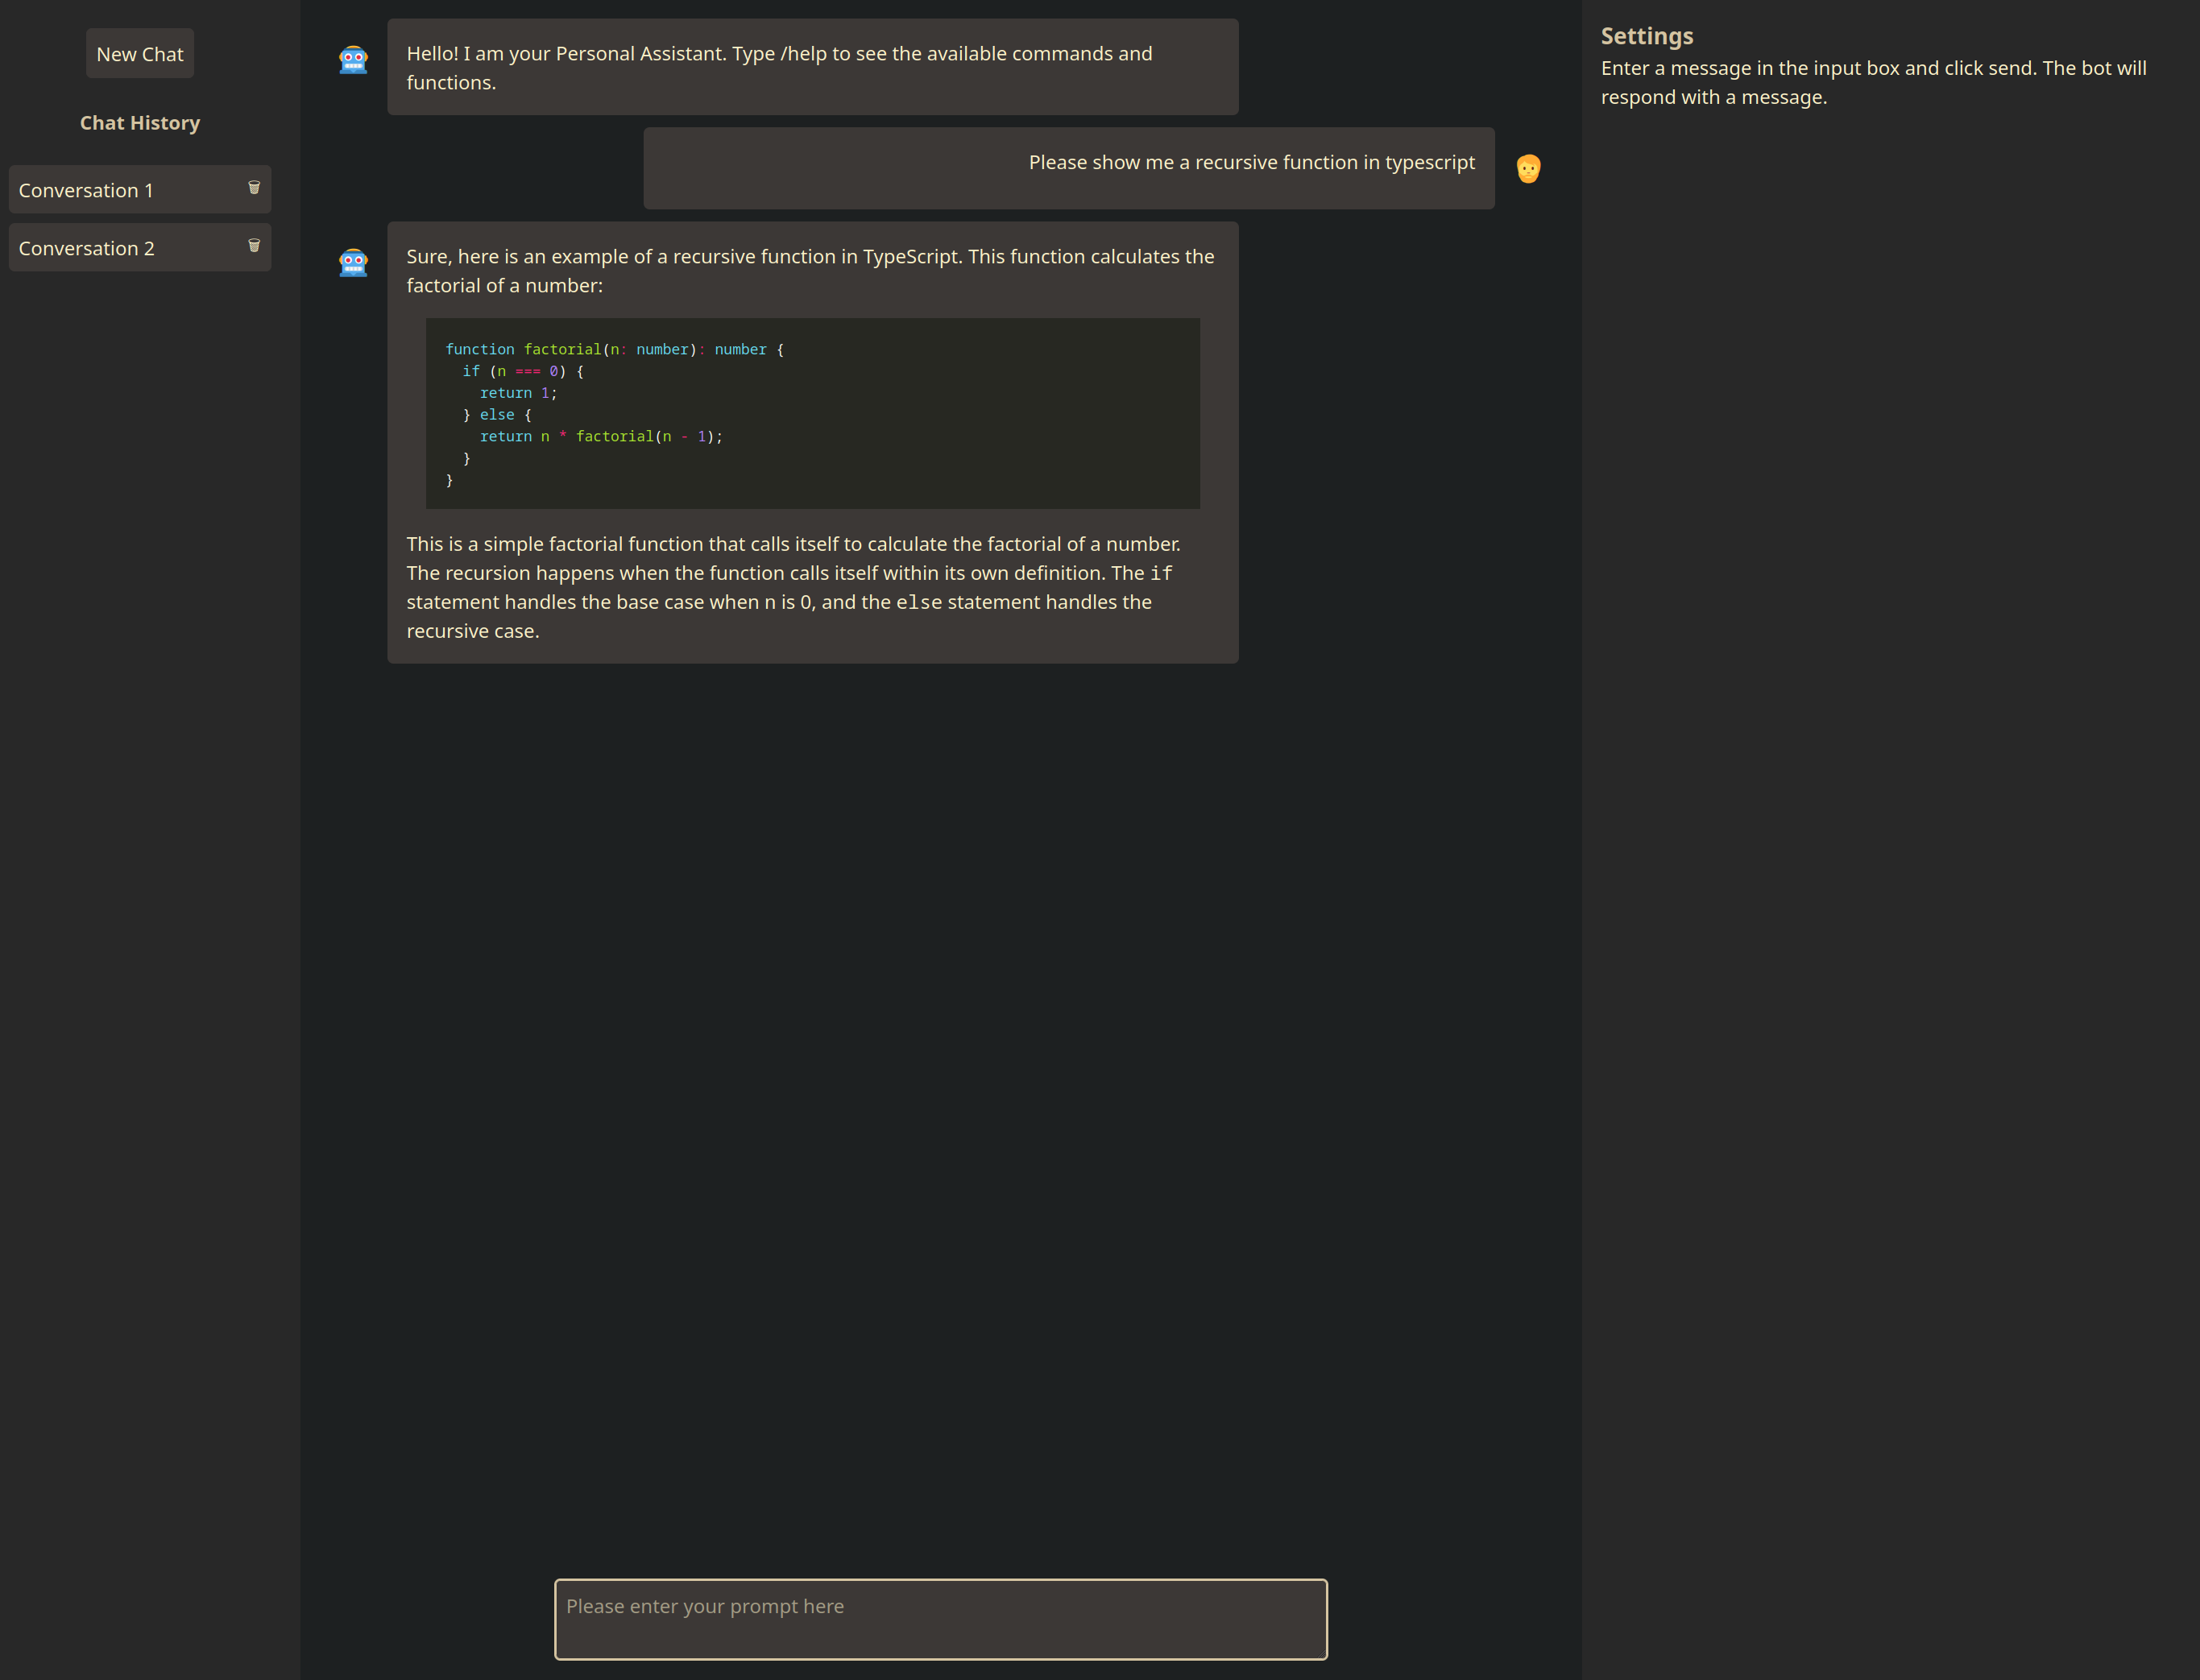 New Chat
Chat History
Conversation 1
Conversation 2
Hello! I am your Personal Assistant. Type /help to see the available commands and
functions.
Please show me a recursive function in typescript
Sure, here is an example of a recursive function in TypeScript. This function calculates the
factorial of a number:
function factorial(n: number): number {
  if (n === 0) {
    return 1;
  } else {
    return n * factorial(n - 1);
  }
}
This is a simple factorial function that calls itself to calculate the factorial of a number.
The recursion happens when the function calls itself within its own definition. The if
statement handles the base case when n is 0, and the else statement handles the
recursive case.
Please enter your prompt here
Settings
Enter a message in the input box and click send. The bot will
respond with a message.